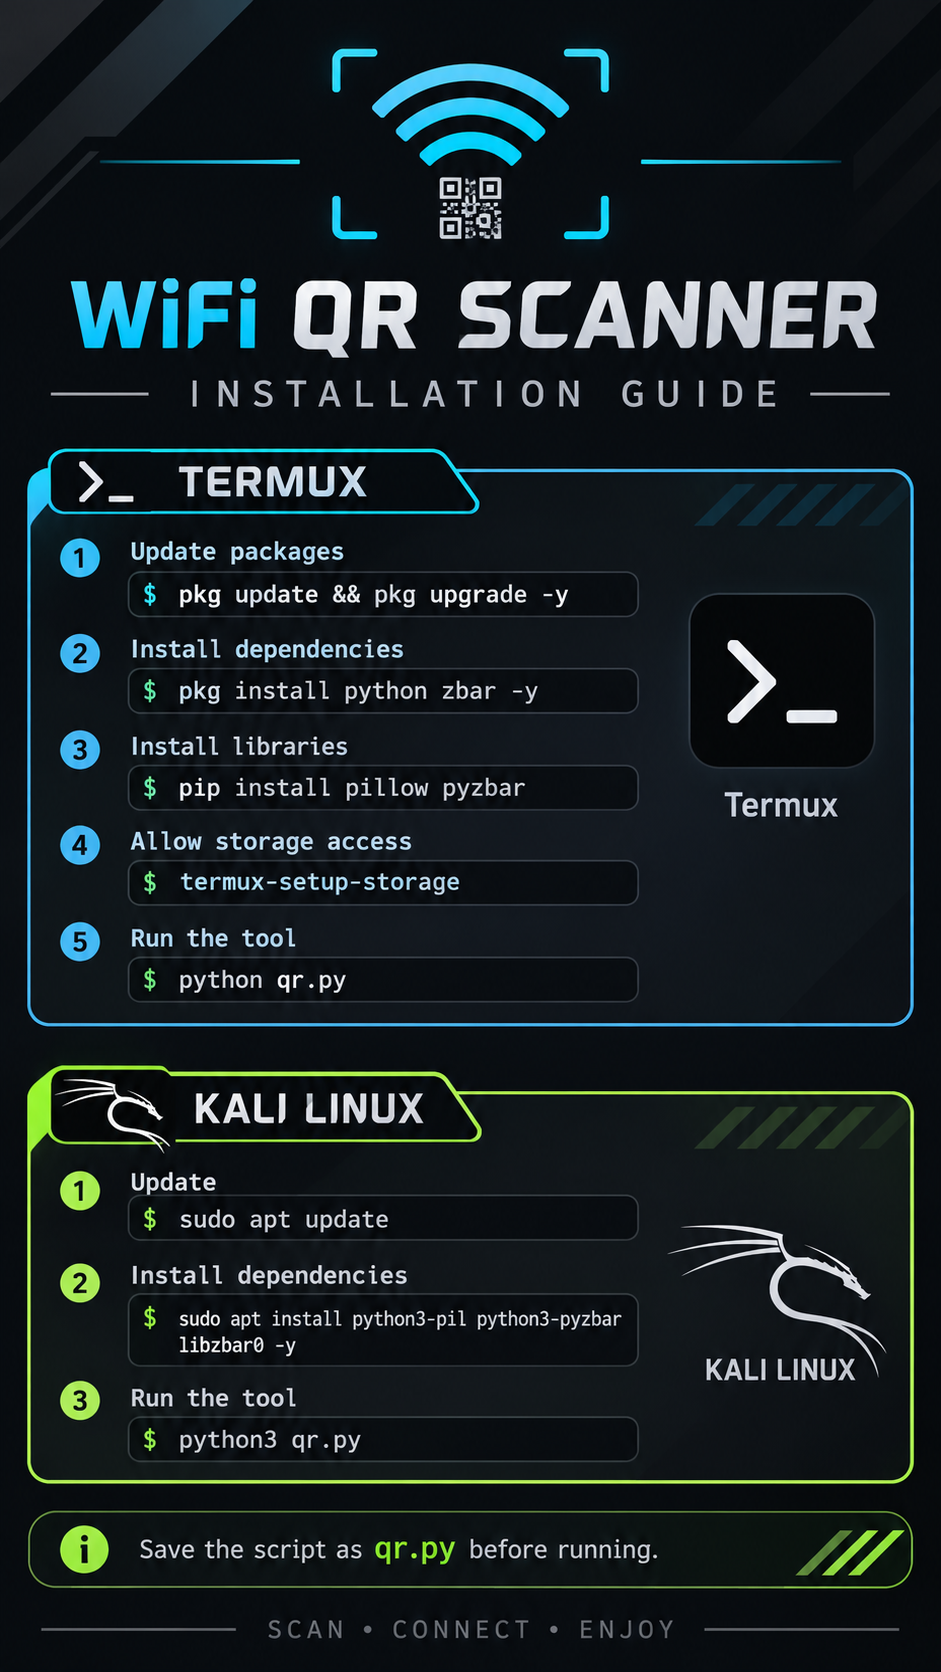 WiFi QR SCANNER
INSTALLATION GUIDE
>_ TERMUX
1 Update packages
$ pkg update && pkg upgrade -y
2 Install dependencies
$ pkg install python zbar -y
3 Install libraries
$ pip install pillow pyzbar
4 Allow storage access
$ termux-setup-storage
5 Run the tool
$ python qr.py
>_
Termux
KALI LINUX
1 Update
$ sudo apt update
2 Install dependencies
$ sudo apt install python3-pil python3-pyzbar
libzbar0 -y
3 Run the tool
$ python3 qr.py
KALI LINUX
i Save the script as qr.py before running.
SCAN • CONNECT • ENJOY